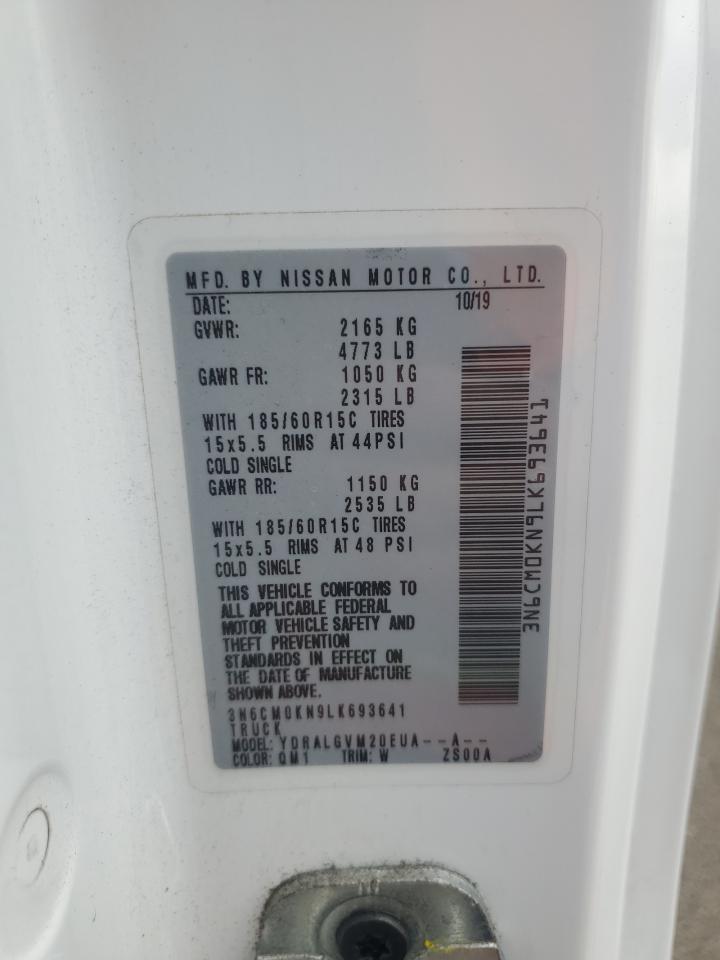 MFD. BY NISSAN MOTOR CO., LTD.
DATE: 10/19
GVWR: 2165 KG
4773 LB
GAWR FR: 1050 KG
2315 LB
WITH 185/60R15C TIRES
15x5.5 RIMS AT 44PSI
COLD SINGLE
GAWR RR: 1150 KG
2535 LB
WITH 185/60R15C TIRES
15x5.5 RIMS AT 48 PSI
COLD SINGLE
THIS VEHICLE CONFORMS TO
ALL APPLICABLE FEDERAL
MOTOR VEHICLE SAFETY AND
THEFT PREVENTION
STANDARDS IN EFFECT ON
THE DATE OF MANUFACTURE
SHOWN ABOVE.
3N6CM0KN9LK693641
TRUCK
MODEL: YDRALGVM20EUA--A--
COLOR: QM1 TRIM: W ZS00A
3N6CM0KN9LK693641